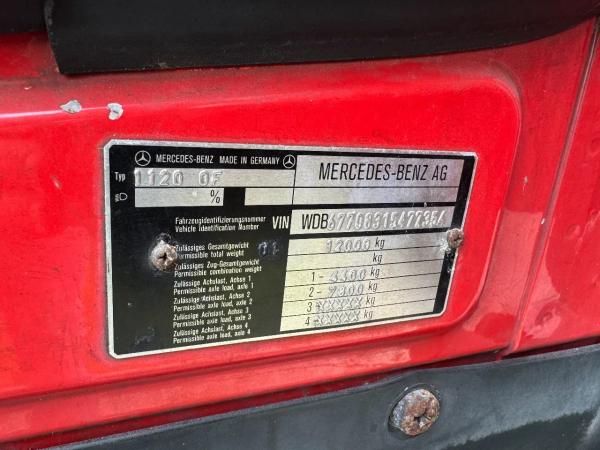 MERCEDES-BENZ MADE IN GERMANY
MERCEDES-BENZ AG
Typ 1120 OF
%
Fahrzeugidentifizierungsnummer
Vehicle Identification Number
VIN WDB67706315477354
Zulässiges Gesamtgewicht
Permissible total weight
11 12000 kg
Zulässiges Zug-Gesamtgewicht
Permissible combination weight
kg
Zulässige Achslast, Achse 1
Permissible axle load, axle 1
1 - 4400 kg
Zulässige Achslast, Achse 2
Permissible axle load, axle 2
2 - 7900 kg
Zulässige Achslast, Achse 3
Permissible axle load, axle 3
3 - XXXXX kg
Zulässige Achslast, Achse 4
Permissible axle load, axle 4
4 - XXXXX kg